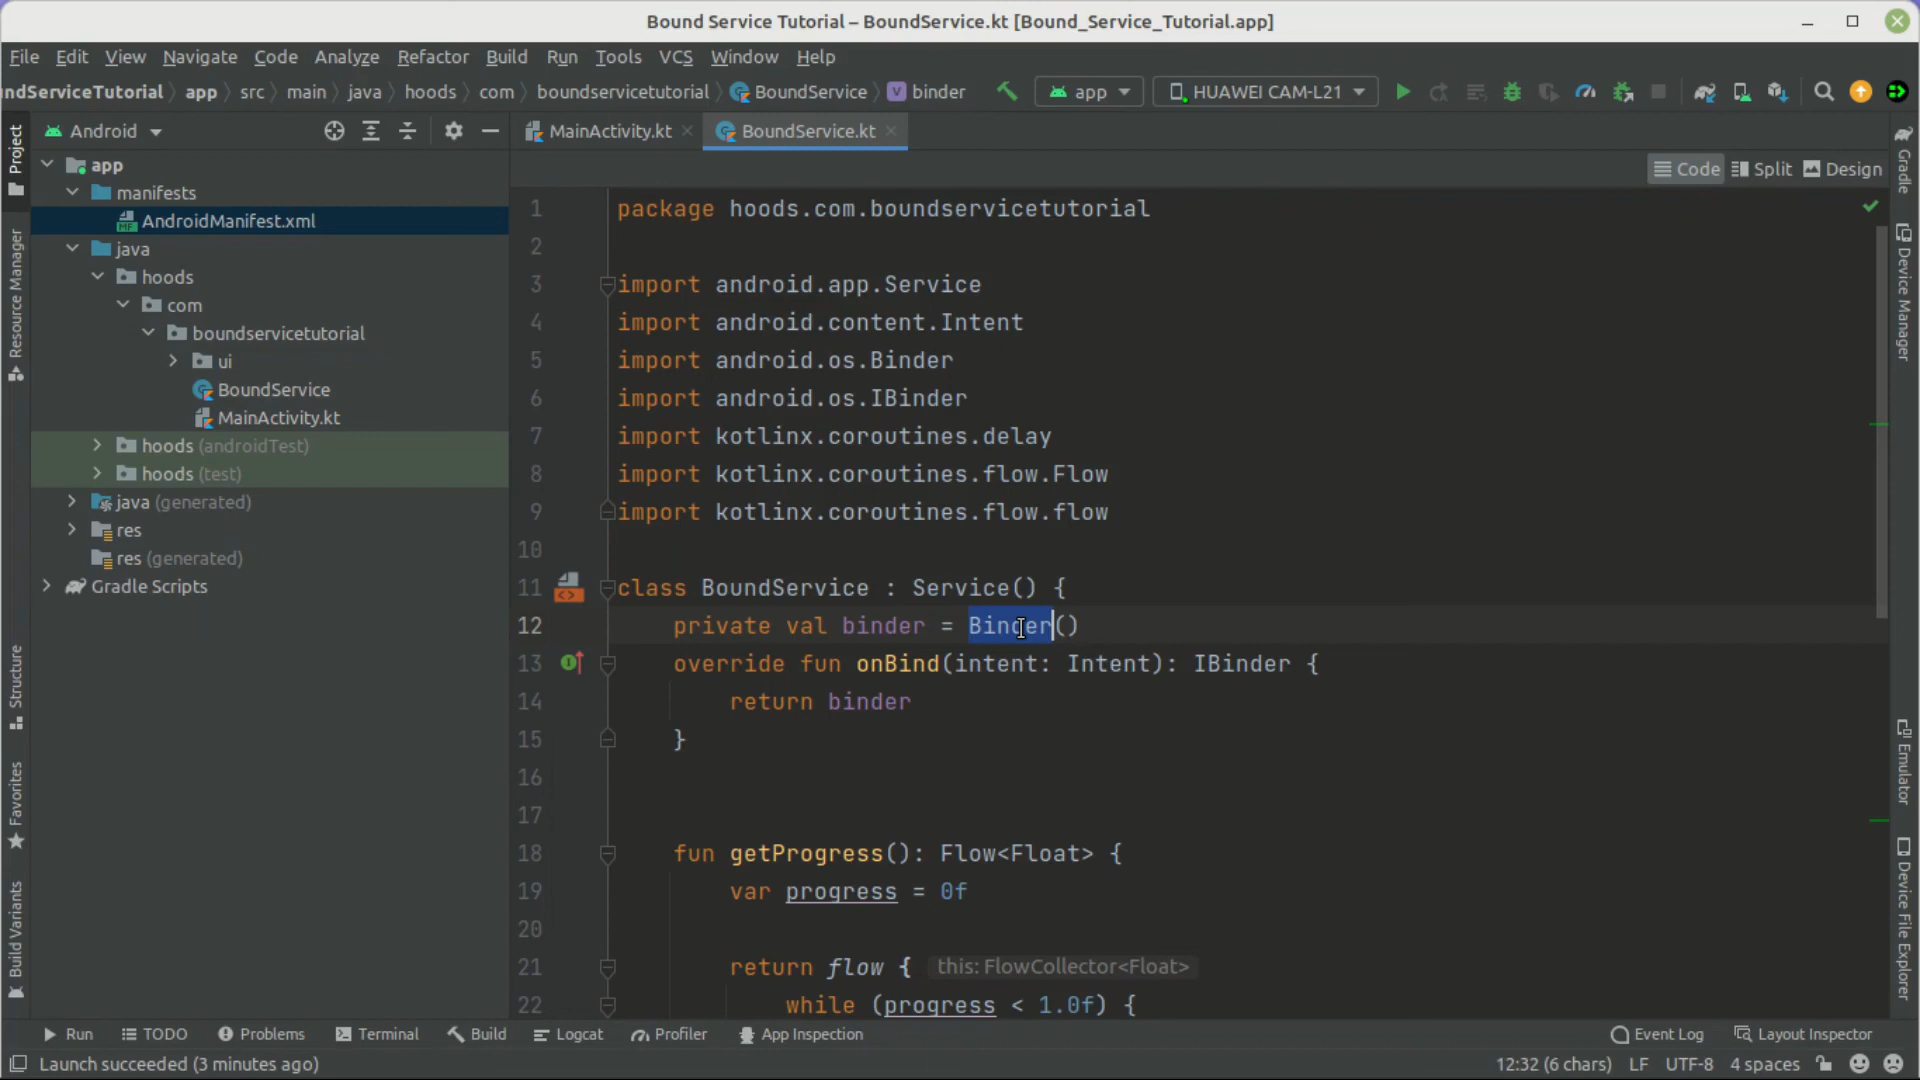 Bound Service Tutorial – BoundService.kt [Bound_Service_Tutorial.app]
File Edit View Navigate Code Analyze Refactor Build Run Tools VCS Window Help
ndServiceTutorial app src main java hoods com boundservicetutorial BoundService binder app HUAWEI CAM-L21
Android
MainActivity.kt BoundService.kt
Code Split Design
Project
Resource Manager
Structure
Favorites
Build Variants
app
manifests
AndroidManifest.xml
java
hoods
com
boundservicetutorial
ui
BoundService
MainActivity.kt
hoods (androidTest)
hoods (test)
java (generated)
res
res (generated)
Gradle Scripts
1 package hoods.com.boundservicetutorial
2
3 import android.app.Service
4 import android.content.Intent
5 import android.os.Binder
6 import android.os.IBinder
7 import kotlinx.coroutines.delay
8 import kotlinx.coroutines.flow.Flow
9 import kotlinx.coroutines.flow.flow
10
11 class BoundService : Service() {
12 private val binder = Binder()
13 override fun onBind(intent: Intent): IBinder {
14 return binder
15 }
16
17
18 fun getProgress(): Flow<Float> {
19 var progress = 0f
20
21 return flow { this: FlowCollector<Float>
22 while (progress < 1.0f) {
Gradle
Device Manager
Emulator
Device File Explorer
Run TODO Problems Terminal Build Logcat Profiler App Inspection Event Log Layout Inspector
Launch succeeded (3 minutes ago) 12:32 (6 chars) LF UTF-8 4 spaces